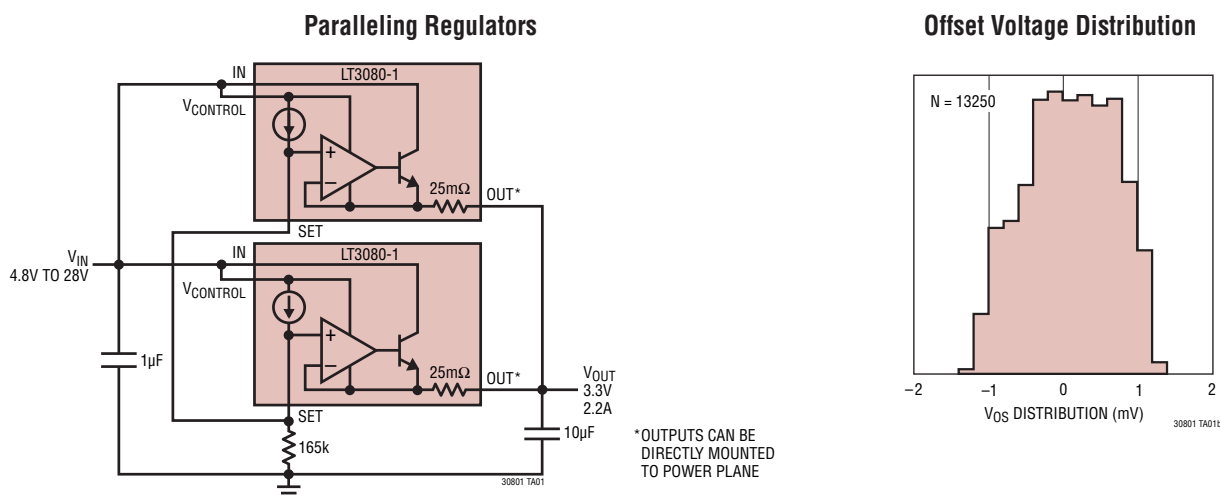 Paralleling Regulators
IN
LT3080-1
VCONTROL
+
–
25mΩ
OUT*
SET
VIN
4.8V TO 28V
IN
LT3080-1
VCONTROL
+
–
25mΩ
OUT*
1µF
SET
165k
VOUT
3.3V
2.2A
10µF
*OUTPUTS CAN BE
DIRECTLY MOUNTED
TO POWER PLANE
30801 TA01
Offset Voltage Distribution
N = 13250
–2 –1 0 1 2
VOS DISTRIBUTION (mV)
30801 TA01b